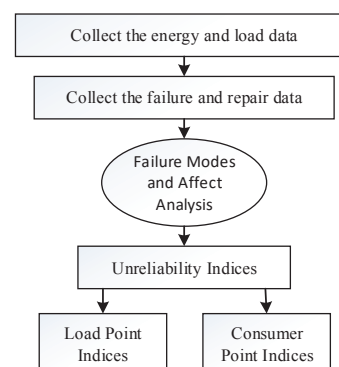 Collect the energy and load data
Collect the failure and repair data
Failure Modes
and Affect
Analysis
Unreliability Indices
Load Point
Indices
Consumer
Point Indices